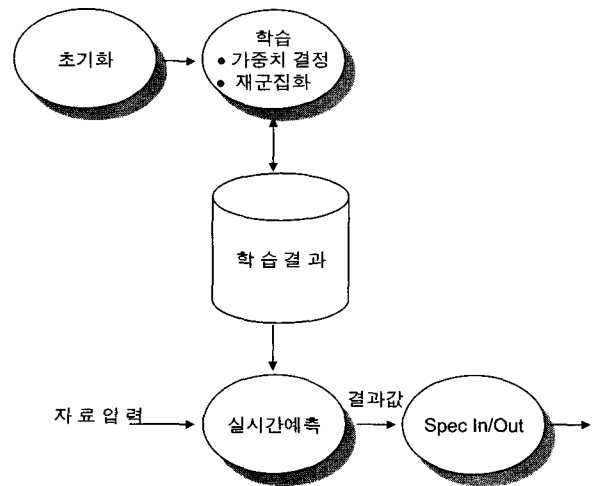 초기화
학습
• 가중치 결정
• 재군집화
학 습 결 과
자 료 압 력
실시간예측
결과값
Spec In/Out